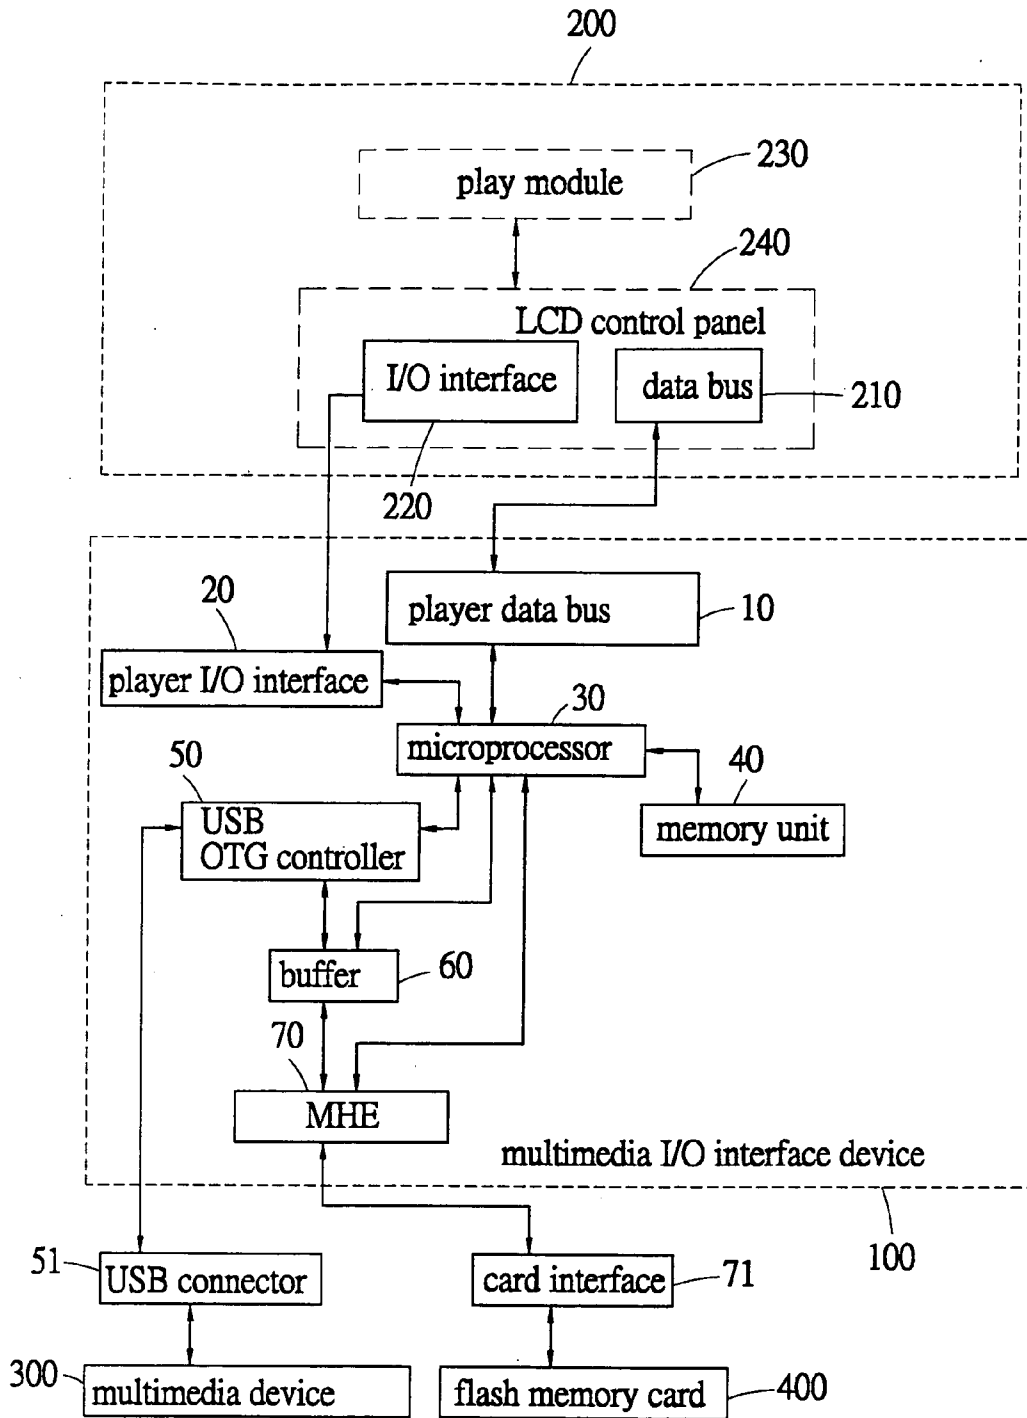 200
230
play module
240
LCD control panel
I/O interface
data bus
210
220
20
player data bus
10
player I/O interface
30
microprocessor
50
40
USB
OTG controller
memory unit
buffer
60
70
MHE
multimedia I/O interface device
100
51
USB connector
card interface
71
300
multimedia device
flash memory card
400